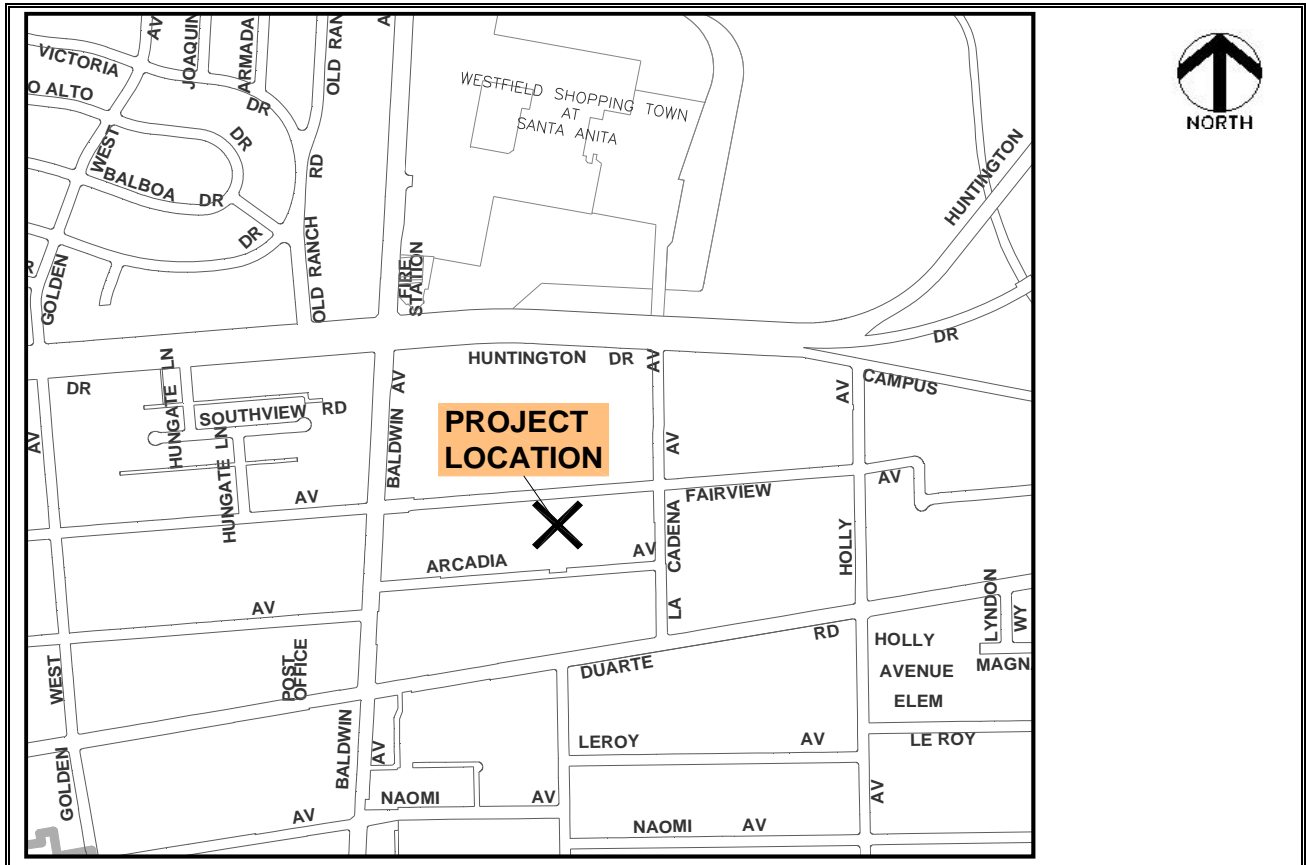 AV
JOAQUIN
ARMADA
OLD RAN
A
VICTORIA
O ALTO
DR
WEST
DR
BALBOA DR
RD
DR
GOLDEN
OLD RANCH
WESTFIELD SHOPPING TOWN
AT
SANTA ANITA
FIRE
STATION
HUNTINGTON
NORTH
DR
HUNTINGTON DR
AV
CAMPUS
DR
HUNGATE LN
SOUTHVIEW RD
HUNGATE LN
AV
BALDWIN AV
PROJECT
LOCATION
AV
AV
AV
FAIRVIEW
AV
ARCADIA
AV
LA CADENA
HOLLY
AV
WEST
POST
OFFICE
DUARTE
RD
HOLLY
AVENUE
ELEM
LYNDON
WY
MAGN
GOLDEN
BALDWIN
AV
LEROY AV
LE ROY
NAOMI AV
AV
AV
NAOMI AV